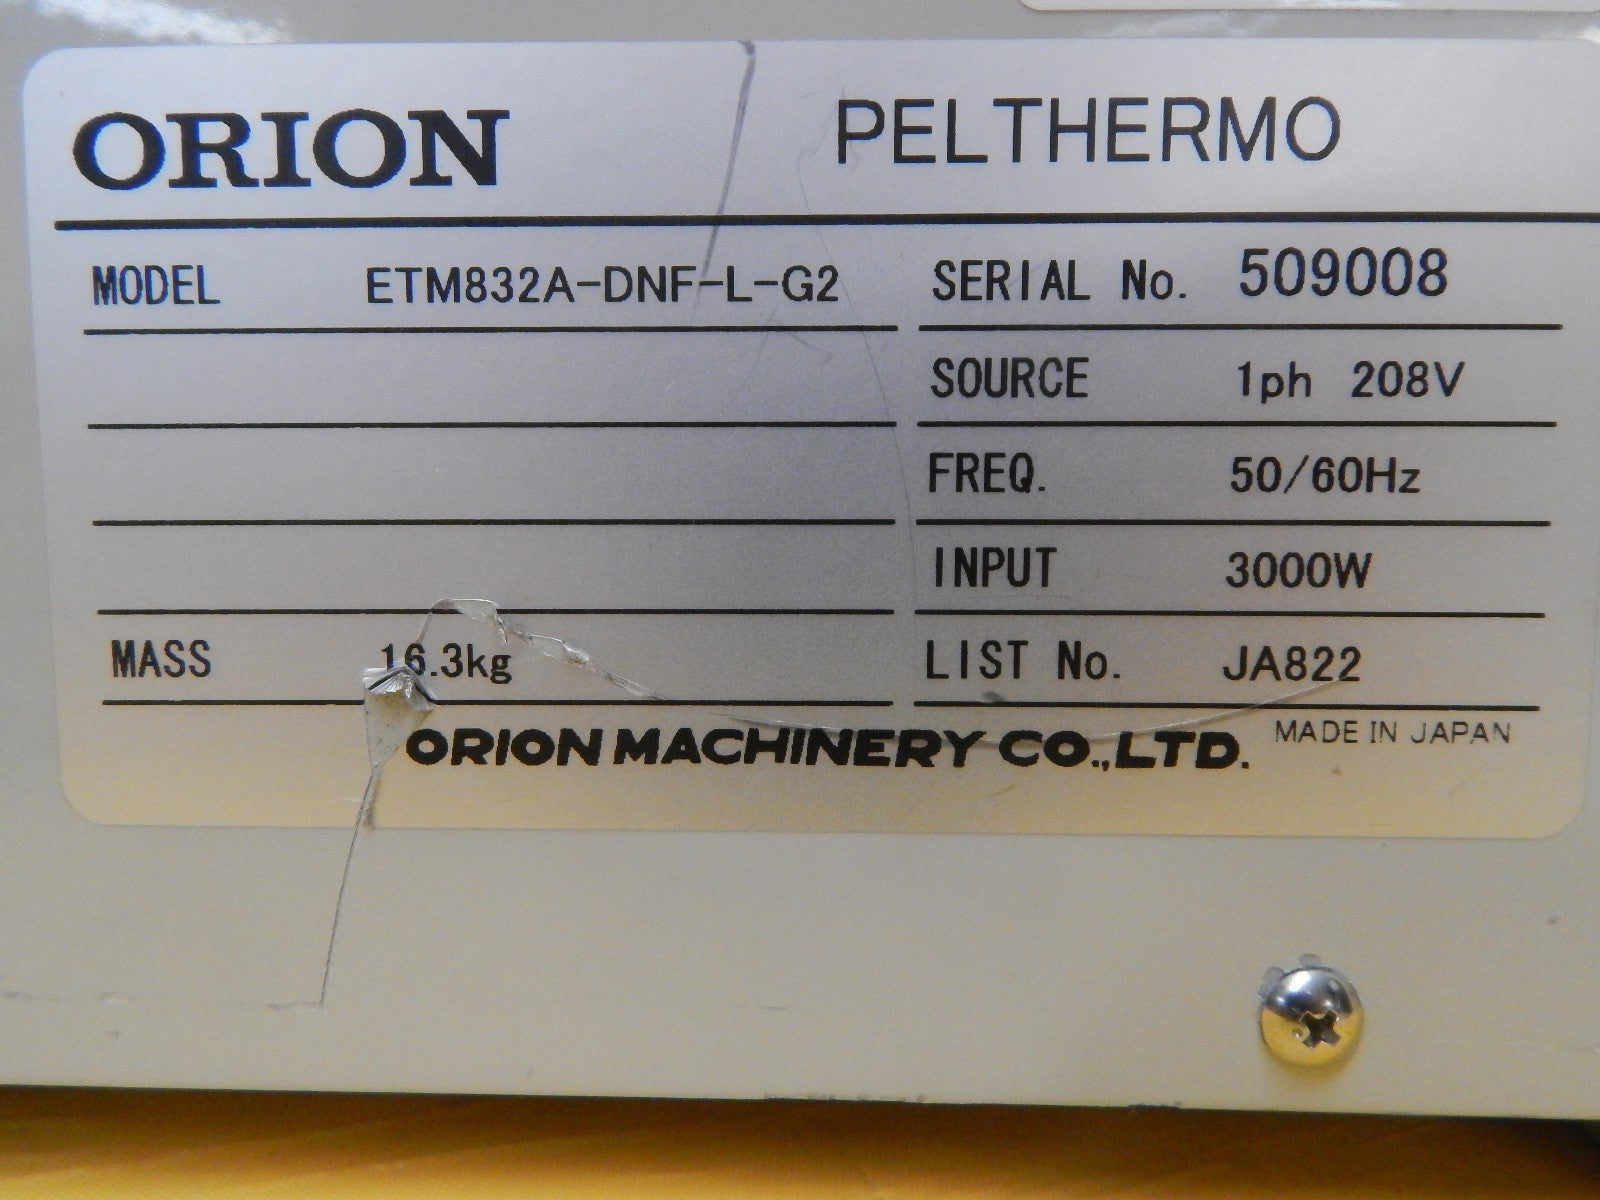 ORION PELTHERMO
MODEL ETM832A-DNF-L-G2 SERIAL No. 509008
SOURCE 1ph 208V
FREQ. 50/60Hz
INPUT 3000W
MASS 16.3kg LIST No. JA822
ORION MACHINERY CO.,LTD. MADE IN JAPAN